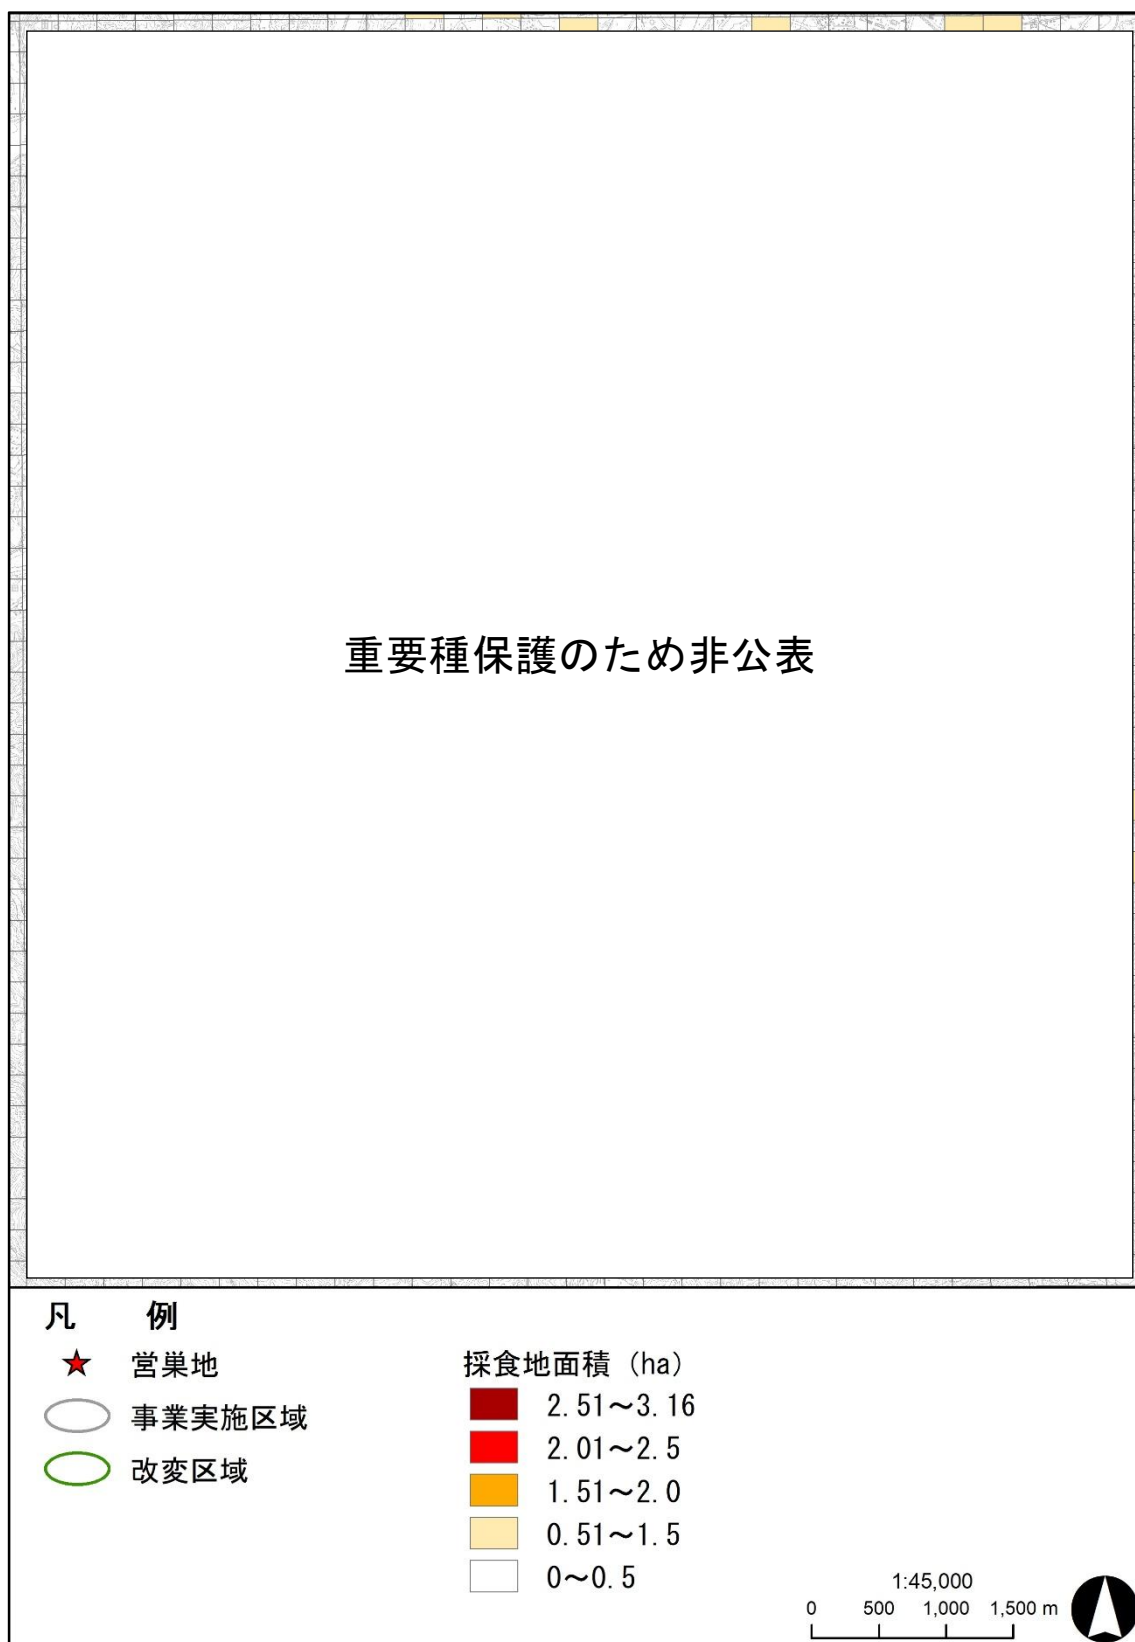 重要種保護のため非公表
凡　例
営巣地
事業実施区域
改変区域
採食地面積（ha）
2.51～3.16
2.01～2.5
1.51～2.0
0.51～1.5
0～0.5
1:45,000
0 500 1,000 1,500 m